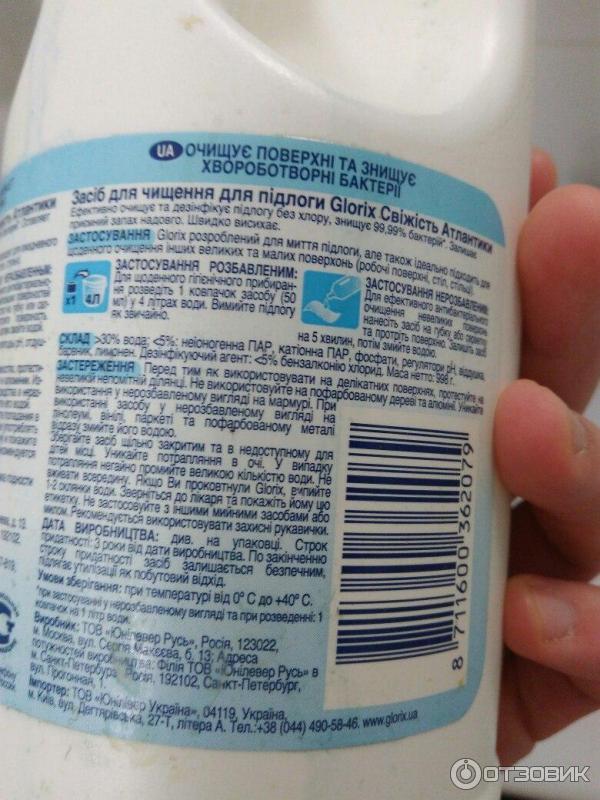 UA ОЧИЩУЄ ПОВЕРХНІ ТА ЗНИЩУЄ
ХВОРОБОТВОРНІ БАКТЕРІЇ
Засіб для чищення для підлоги Glorix Свіжість Атлантики
Ефективно очищує та дезінфікує підлогу без хлору, знищує 99,99% бактерій*. Залишає
приємний запах надовго. Швидко висихає.
ЗАСТОСУВАННЯ Glorix розроблений для миття підлоги, але також ідеально підходить для
щоденного очищення інших великих та малих поверхонь (робочі поверхні, стіл, стільці).
x1 4Л
ЗАСТОСУВАННЯ РОЗБАВЛЕНИМ:
Для щоденного гігієнічного прибиран-
ня розведіть 1 ковпачок засобу (50
мл) у 4 літрах води. Вимийте підлогу
як звичайно.
ЗАСТОСУВАННЯ НЕРОЗБАВЛЕНИМ:
Для ефективного антибактеріального
очищення невеликих поверхонь
нанесіть засіб на губку або серветку
та протріть поверхню. Залишіть засіб
на 5 хвилин, потім змийте водою.
СКЛАД >30% вода; <5%: неіоногенна ПАР, катіонна ПАР, фосфати, регулятори pH, віддушка,
барвник, лимонен. Дезінфікуючий агент: <5% бензалконію хлорид. Маса нетто: 996 г.
ЗАСТЕРЕЖЕННЯ Перед тим як використовувати на делікатних поверхнях, протестуйте на
невеликій непомітній ділянці. Не використовуйте на пофарбованому дереві та алюмінії. Уникайте
використання у нерозбавленому вигляді на мармурі. При
використанні засобу у нерозбавленому вигляді на
лінолеумі, вініловій підлозі, паркеті та пофарбованому металі
відразу змийте його водою.
Зберігати засіб щільно закритим та в недоступному для
дітей місці. Уникайте потрапляння в очі. У випадку
потрапляння негайно промийте великою кількістю води. Не
вживати всередину. Якщо Ви проковтнули Glorix, випийте
1-2 склянки води. Зверніться до лікаря та покажіть йому цю
етикетку. Не застосовуйте з іншими мийними засобами або
милом. Рекомендується використовувати захисні рукавички.
ДАТА ВИРОБНИЦТВА: див. на упаковці. Строк
придатності: 3 роки від дати виробництва. По закінченню
строку придатності засіб залишається безпечним,
підлягає утилізації як побутовий відхід.
Умови зберігання: при температурі від 0° C до +40° C.
*при застосуванні у нерозбавленому вигляді та при розведенні: 1
ковпачок на 1 літр води.
Виробник: ТОВ «Юнілевер Русь», Росія, 123022,
м. Москва, вул. Сергія Макєєва, б. 13; Адреса
потужностей виробництва: Філія ТОВ «Юнілевер Русь» в
м. Санкт-Петербург, Росія, 192102, Санкт-Петербург,
вул. Прогонная, 1
Імпортер: ТОВ «Юнілевер Україна», 04119, Україна,
м. Київ, вул. Дегтярівська, 27-Т, літера А. Тел.:+38 (044) 490-58-46. www.glorix.ua
8 711600 362079
ОТЗОВИК